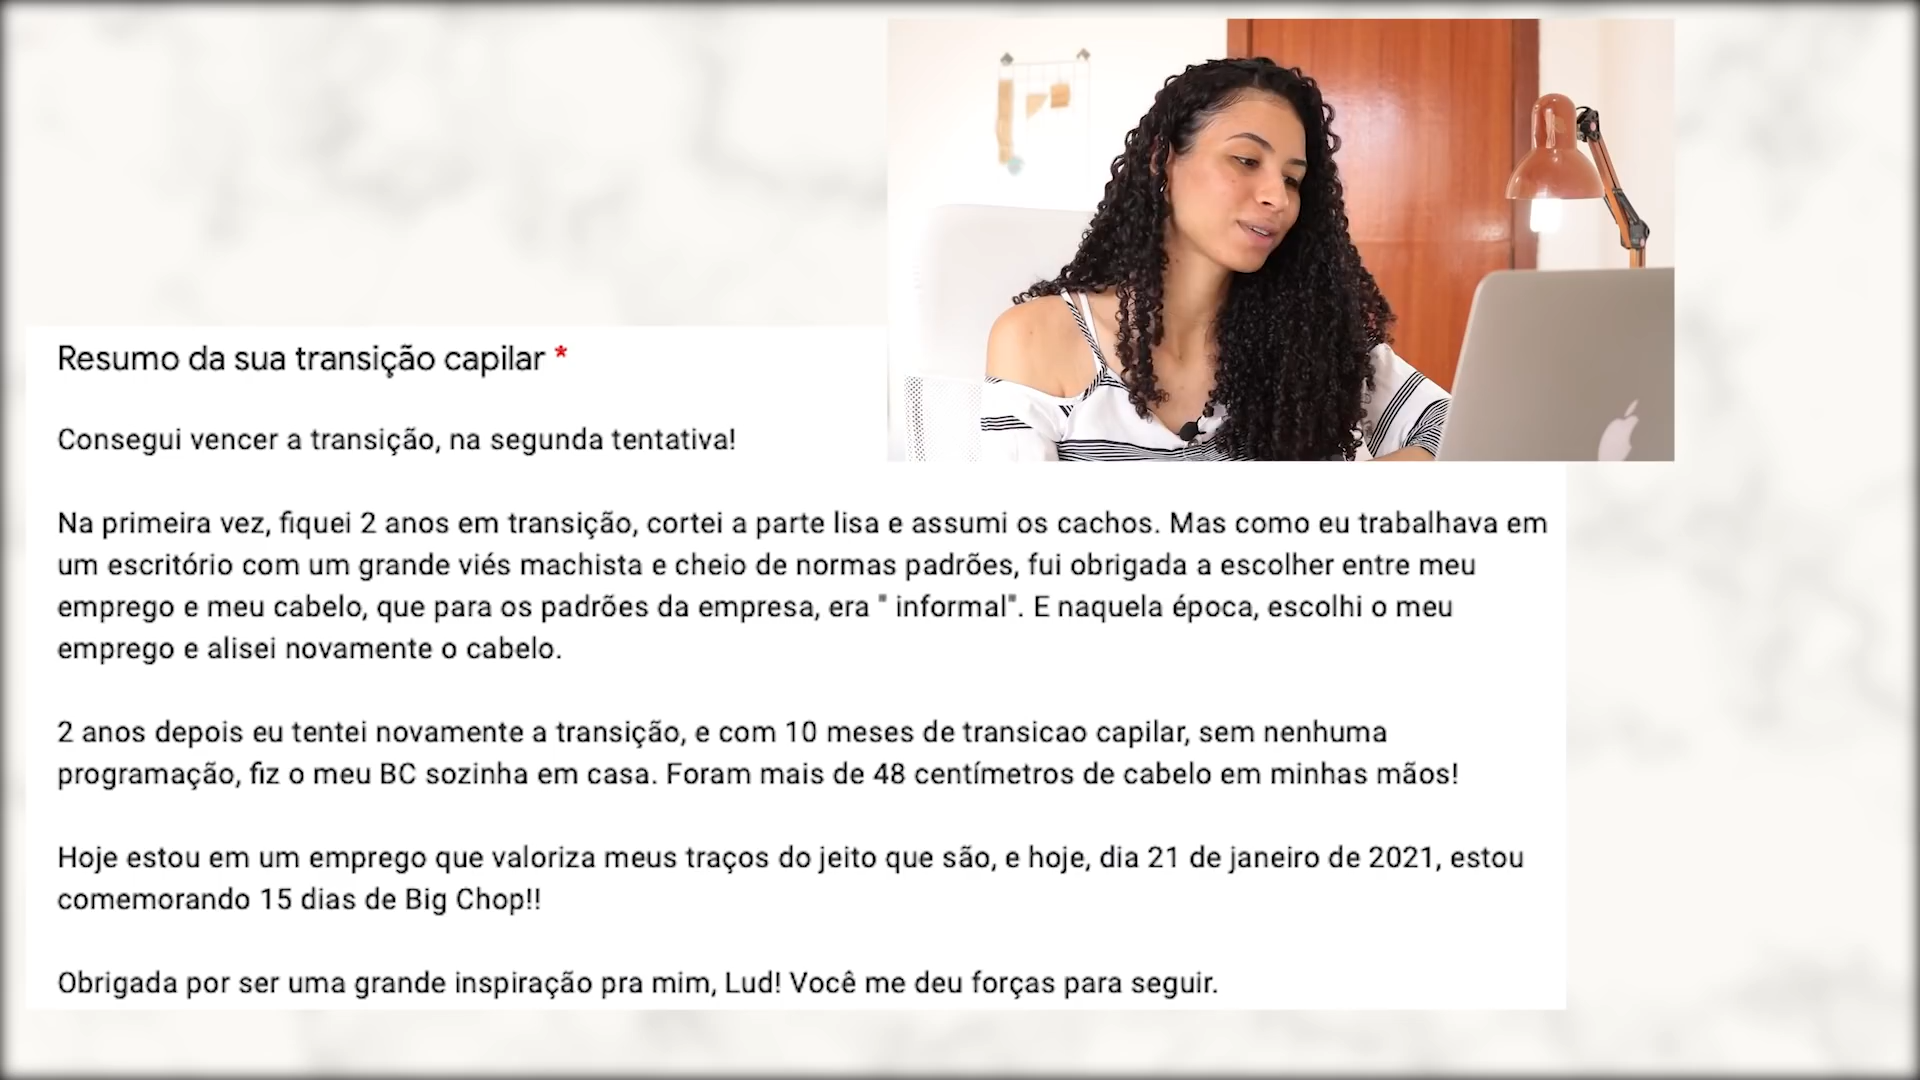 Resumo da sua transição capilar *
Consegui vencer a transição, na segunda tentativa!
Na primeira vez, fiquei 2 anos em transição, cortei a parte lisa e assumi os cachos. Mas como eu trabalhava em
um escritório com um grande viés machista e cheio de normas padrões, fui obrigada a escolher entre meu
emprego e meu cabelo, que para os padrões da empresa, era " informal". E naquela época, escolhi o meu
emprego e alisei novamente o cabelo.
2 anos depois eu tentei novamente a transição, e com 10 meses de transicao capilar, sem nenhuma
programação, fiz o meu BC sozinha em casa. Foram mais de 48 centímetros de cabelo em minhas mãos!
Hoje estou em um emprego que valoriza meus traços do jeito que são, e hoje, dia 21 de janeiro de 2021, estou
comemorando 15 dias de Big Chop!!
Obrigada por ser uma grande inspiração pra mim, Lud! Você me deu forças para seguir.